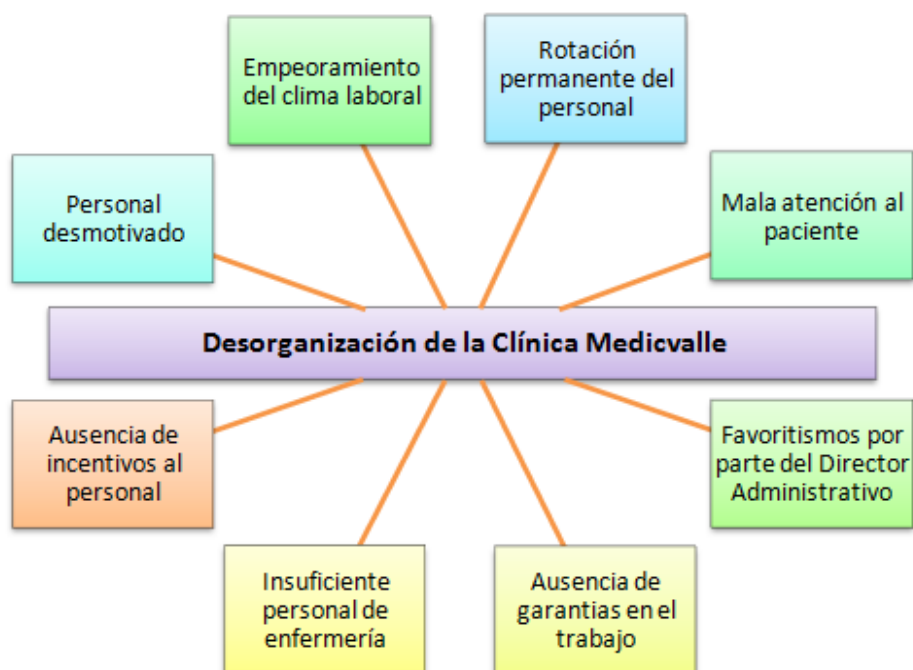 Empeoramiento
del clima laboral
Rotación
permanente del
personal
Personal
desmotivado
Mala atención al
paciente
Desorganización de la Clínica Medicvalle
Ausencia de
incentivos al
personal
Favoritismos por
parte del Director
Administrativo
Insuficiente
personal de
enfermería
Ausencia de
garantias en el
trabajo